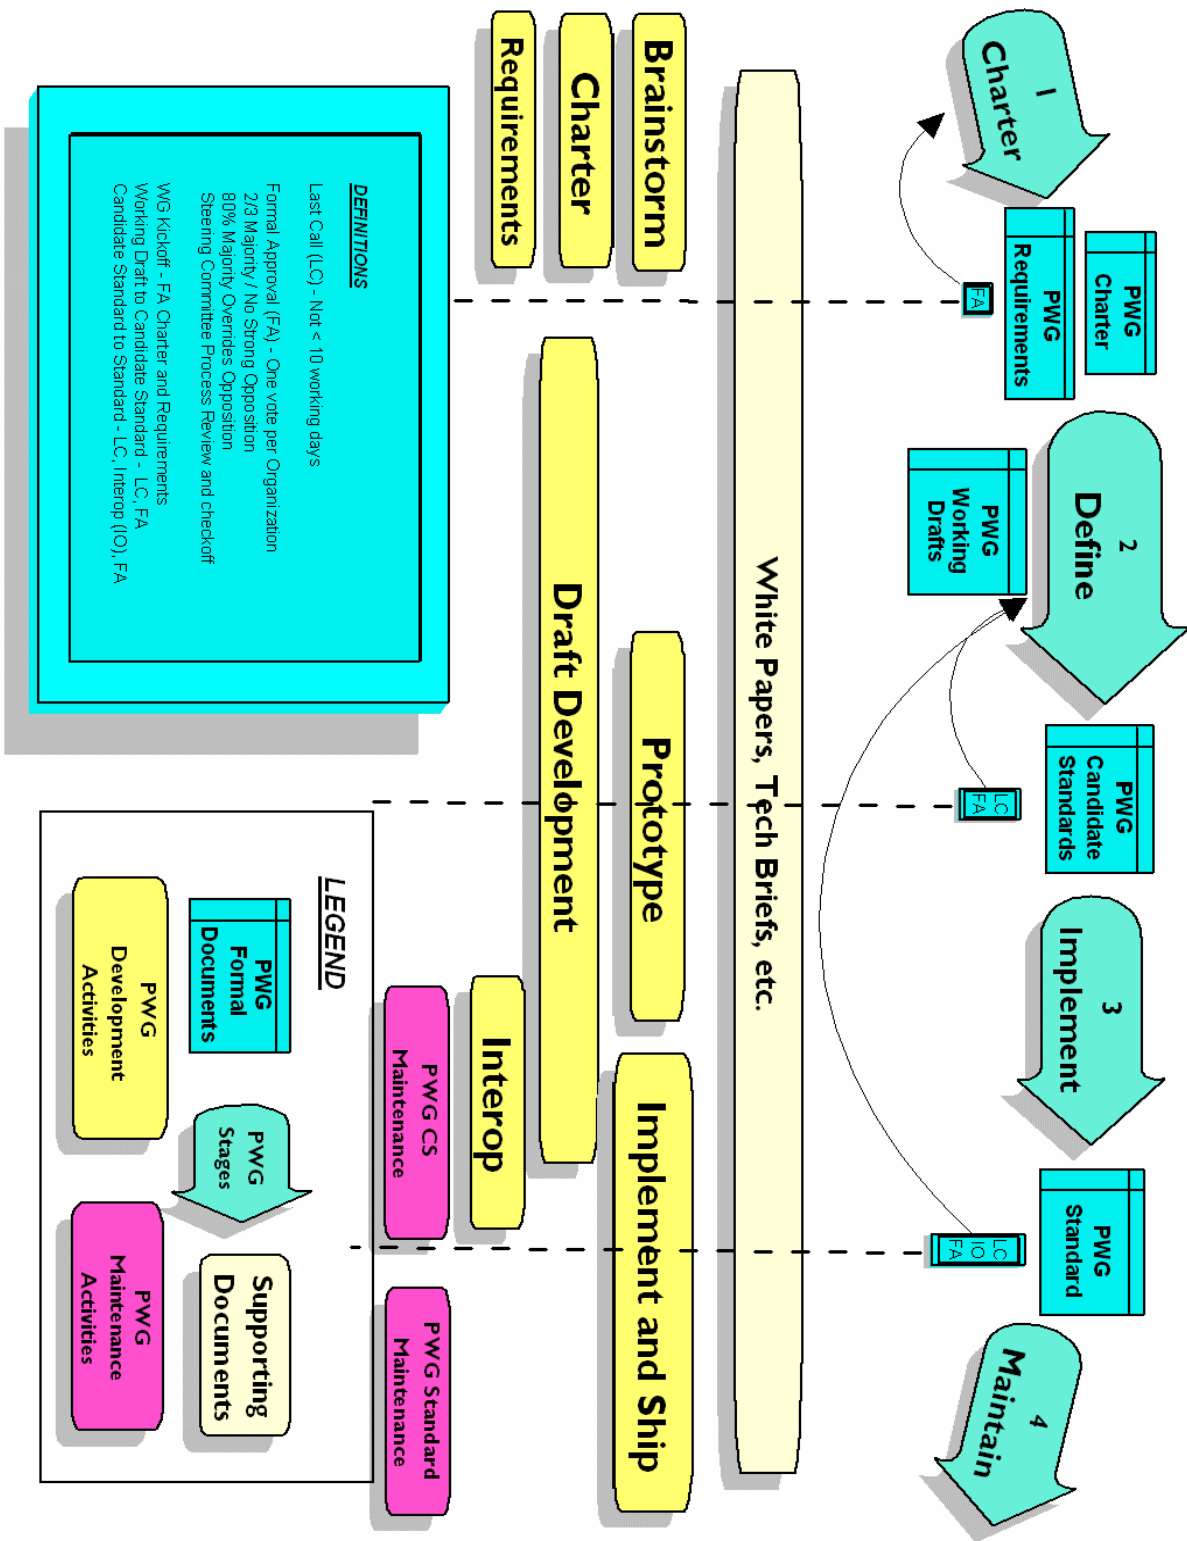 1
Charter
PWG
Charter
PWG
Requirements
FA
2
Define
PWG
Working
Drafts
PWG
Candidate
Standards
LC
FA
3
Implement
PWG
Standard
LC
IO
FA
4
Maintain
White Papers, Tech Briefs, etc.
Brainstorm
Charter
Requirements
Prototype
Draft Development
Implement and Ship
Interop
PWG CS
Maintenance
PWG Standard
Maintenance
DEFINITIONS
Last Call (LC) - Not < 10 working days
Formal Approval (FA) - One vote per Organization
2/3 Majority / No Strong Opposition
80% Majority Overrides Opposition
Steering Committee Process Review and checkoff
WG Kickoff - FA Charter and Requirements
Working Draft to Candidate Standard - LC, FA
Candidate Standard to Standard - LC, Interop (IO), FA
LEGEND
PWG
Formal
Documents
PWG
Stages
Supporting
Documents
PWG
Development
Activities
PWG
Maintenance
Activities